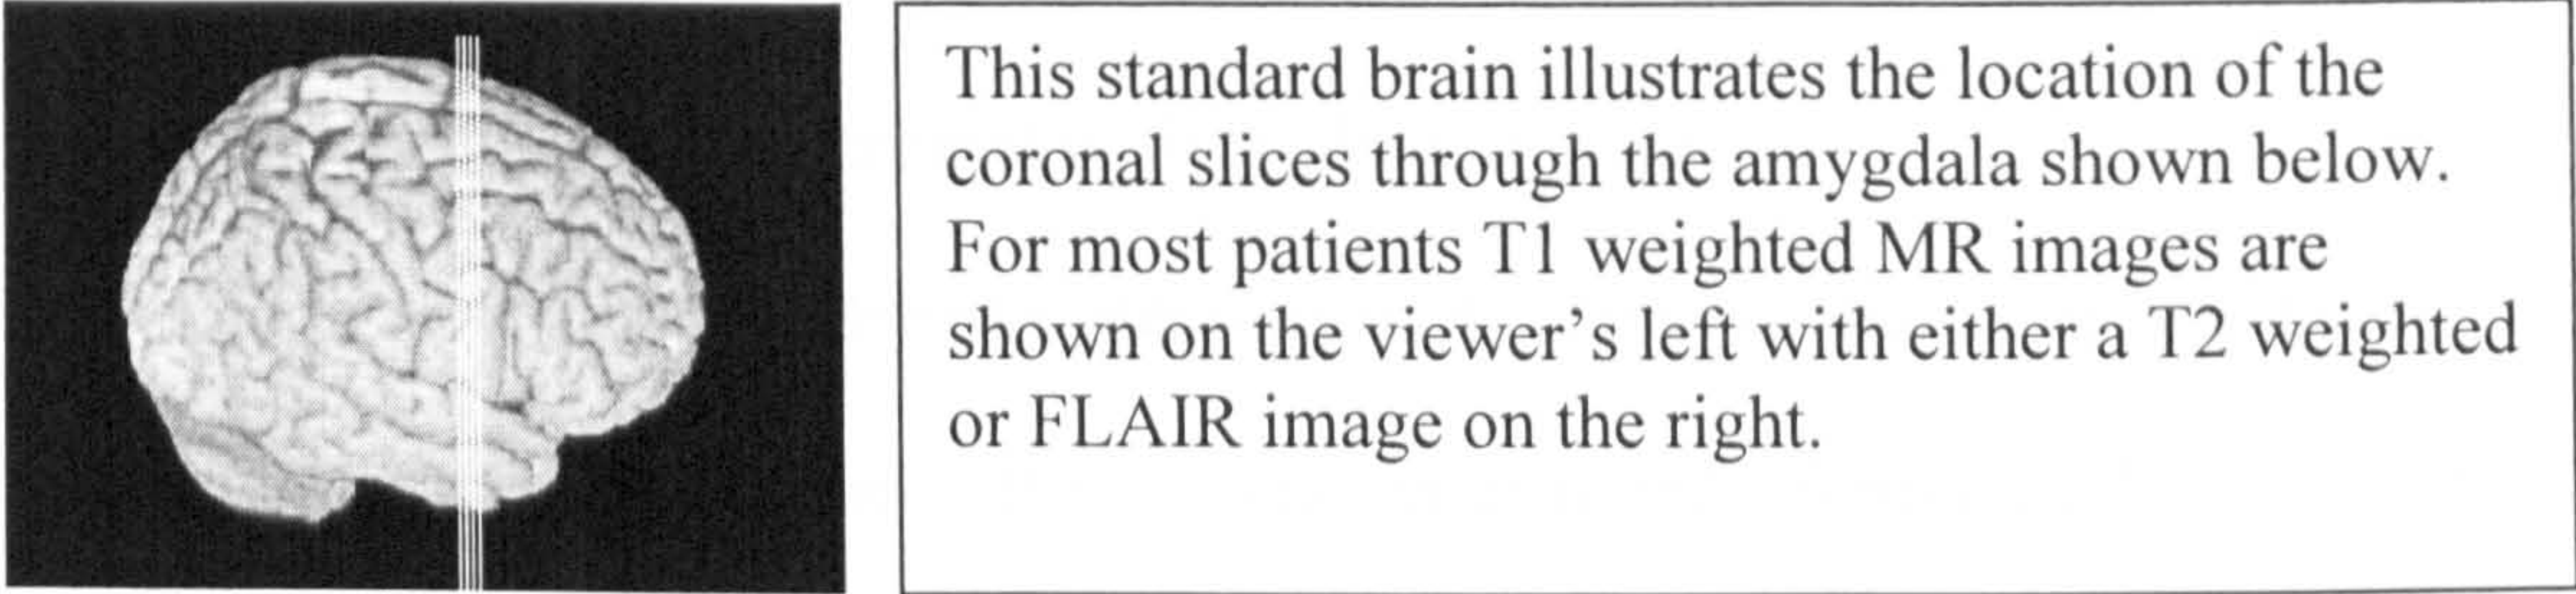 This standard brain illustrates the location of the
coronal slices through the amygdala shown below.
For most patients T1 weighted MR images are
shown on the viewer's left with either a T2 weighted
or FLAIR image on the right.